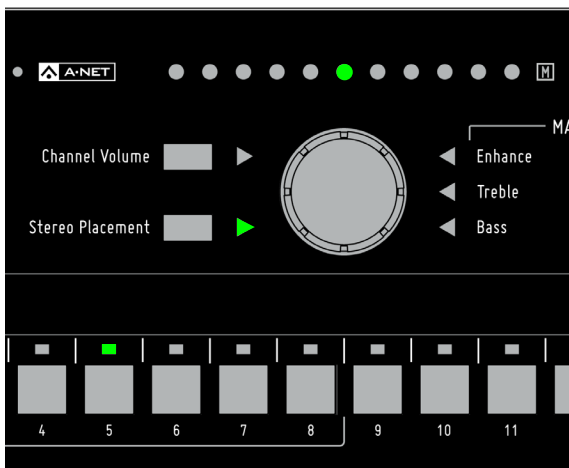 A·NET
M
MA
Channel Volume
Enhance
Treble
Stereo Placement
Bass
4 5 6 7 8 9 10 11